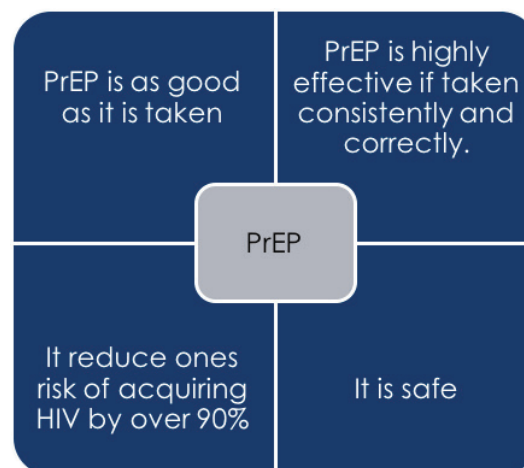 PrEP is as good
as it is taken
PrEP is highly
effective if taken
consistently and
correctly.
PrEP
It reduce ones
risk of acquiring
HIV by over 90%
It is safe